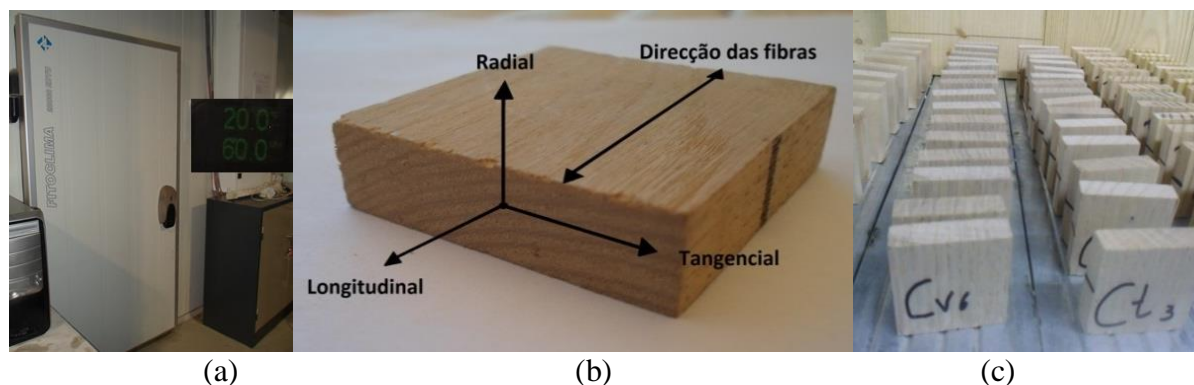 FITOCLIMA
20.0
60.0
Radial
Direcção das fibras
Tangencial
Longitudinal
Cv6
Ct3
(a)
(b)
(c)